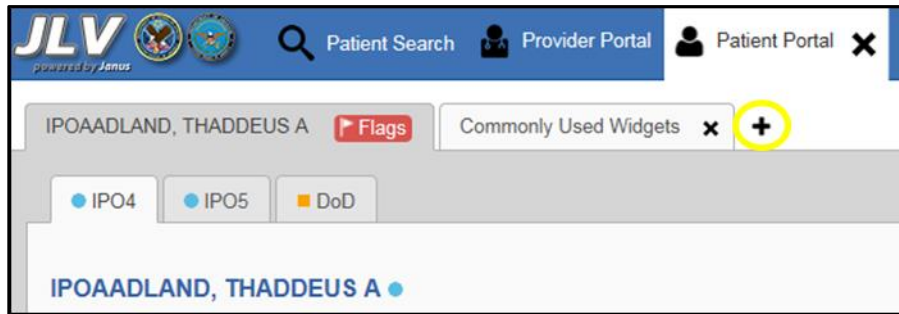 JLV Patient Search Provider Portal Patient Portal
powered by Janus
IPOAADLAND, THADDEUS A Flags Commonly Used Widgets
IPO4 IPO5 DoD
IPOAADLAND, THADDEUS A